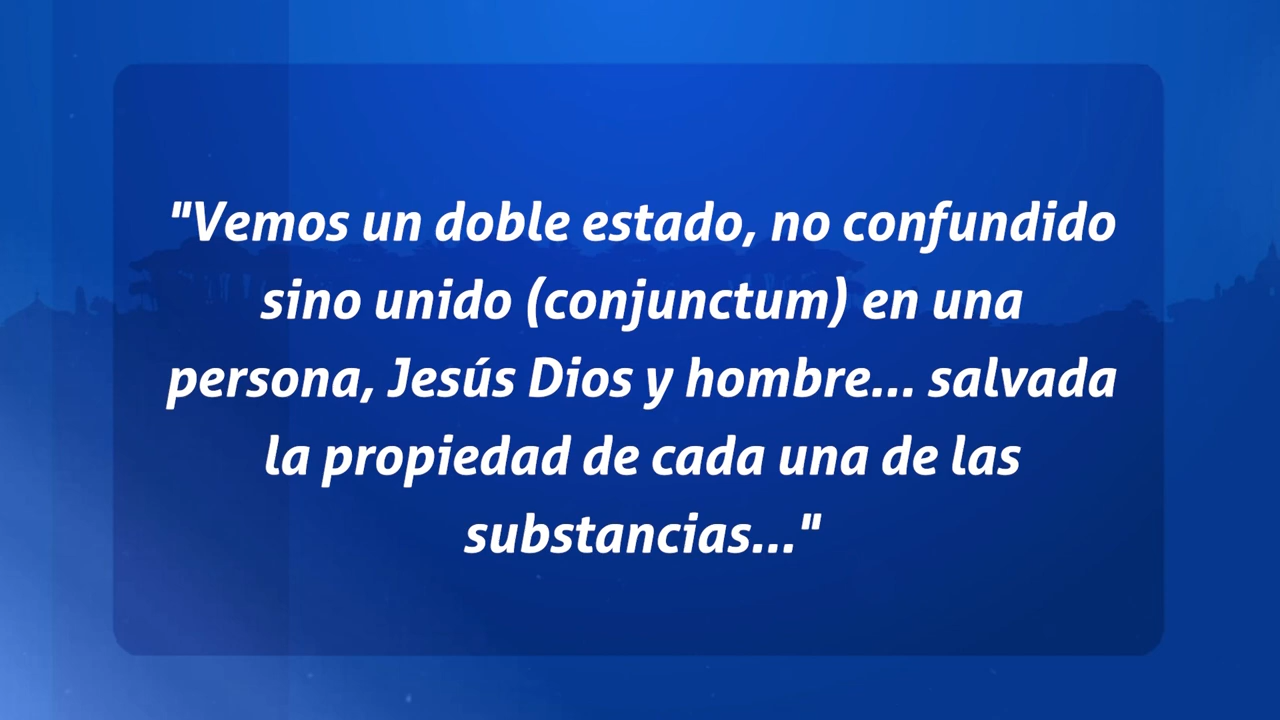 "Vemos un doble estado, no confundido
sino unido (conjunctum) en una
persona, Jesús Dios y hombre... salvada
la propiedad de cada una de las
substancias..."